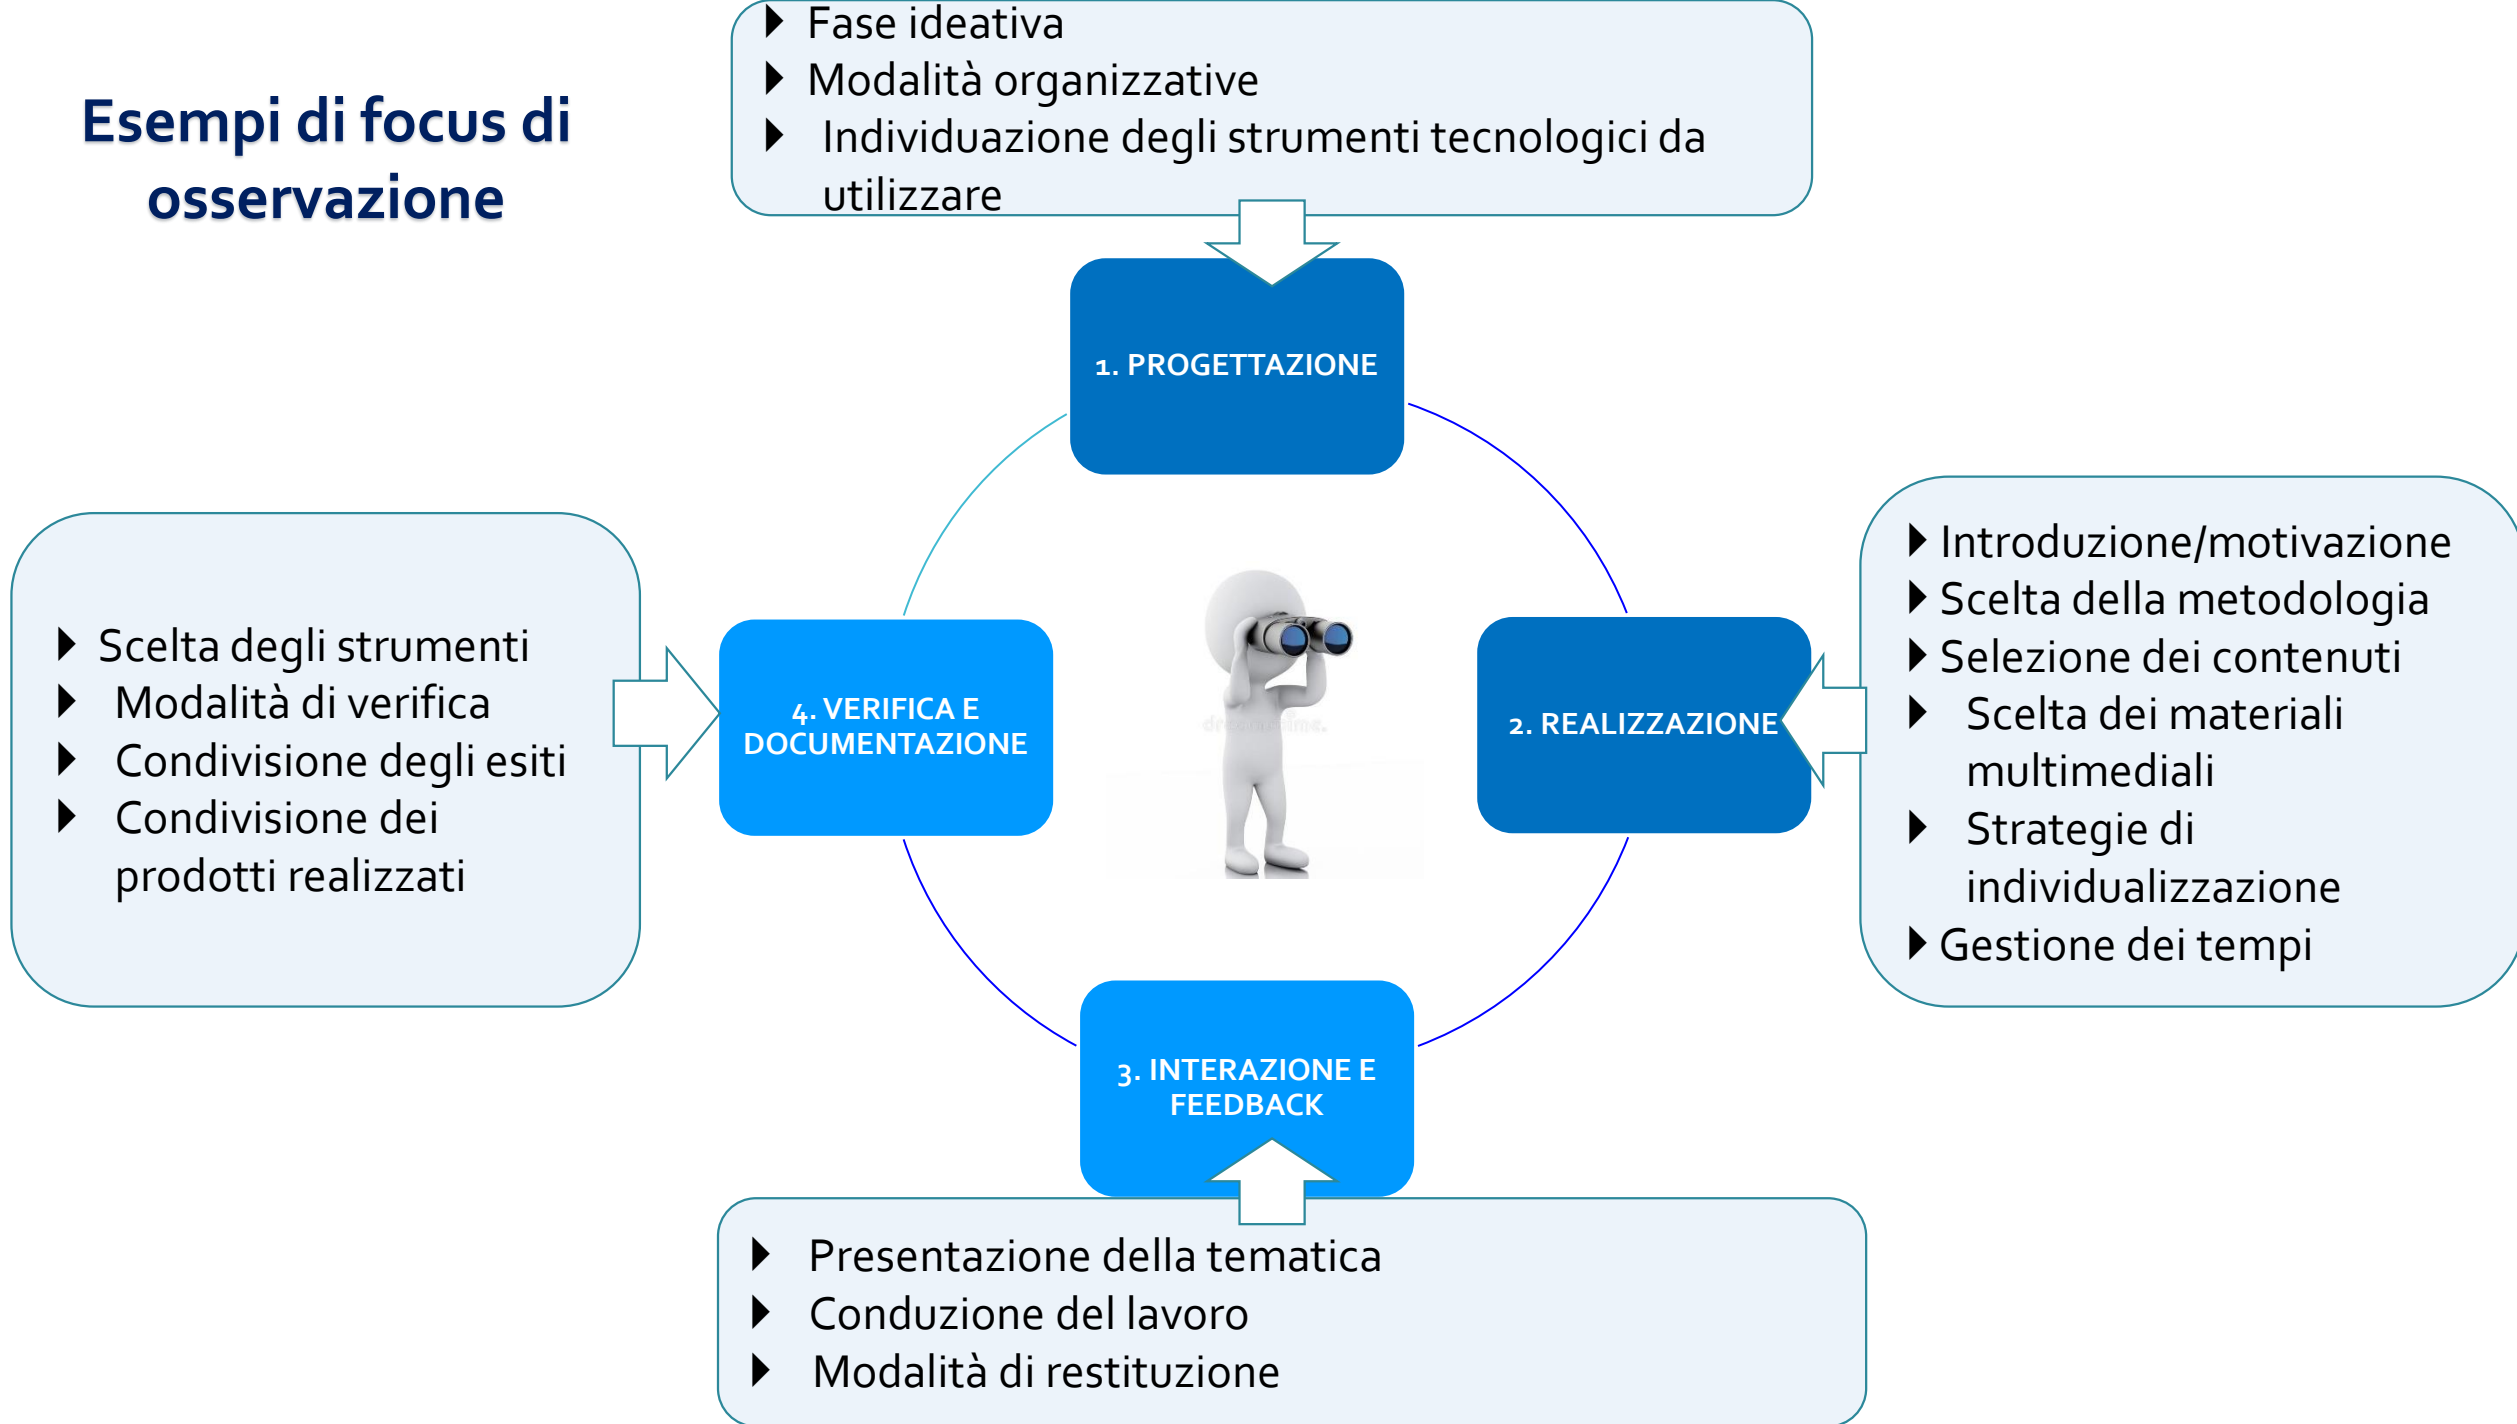 Esempi di focus di
osservazione
Fase ideativa
Modalità organizzative
Individuazione degli strumenti tecnologici da
utilizzare
1. PROGETTAZIONE
Introduzione/motivazione
Scelta della metodologia
Selezione dei contenuti
Scelta dei materiali
multimediali
Strategie di
individualizzazione
Gestione dei tempi
2. REALIZZAZIONE
Scelta degli strumenti
Modalità di verifica
Condivisione degli esiti
Condivisione dei
prodotti realizzati
4. VERIFICA E
DOCUMENTAZIONE
3. INTERAZIONE E
FEEDBACK
Presentazione della tematica
Conduzione del lavoro
Modalità di restituzione